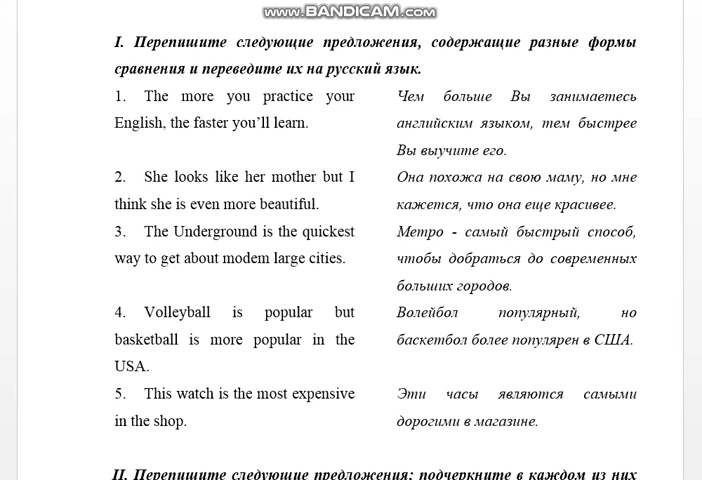 www.BANDICAM.com
I. Перепишите следующие предложения, содержащие разные формы
сравнения и переведите их на русский язык.
1. The more you practice your
English, the faster you’ll learn.
Чем больше Вы занимаетесь
английским языком, тем быстрее
Вы выучите его.
2. She looks like her mother but I
think she is even more beautiful.
Она похожа на свою маму, но мне
кажется, что она еще красивее.
3. The Underground is the quickest
way to get about modem large cities.
Метро - самый быстрый способ,
чтобы добраться до современных
больших городов.
4. Volleyball is popular but
basketball is more popular in the
USA.
Волейбол популярный, но
баскетбол более популярен в США.
5. This watch is the most expensive
in the shop.
Эти часы являются самыми
дорогими в магазине.
II. Перепишите следующие предложения; подчеркните в каждом из них